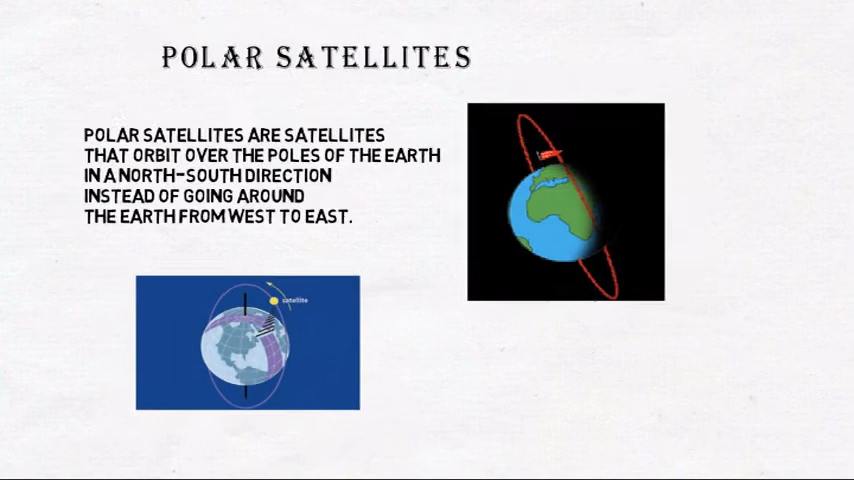 POLAR SATELLITES
POLAR SATELLITES ARE SATELLITES
THAT ORBIT OVER THE POLES OF THE EARTH
IN A NORTH-SOUTH DIRECTION
INSTEAD OF GOING AROUND
THE EARTH FROM WEST TO EAST.
satellite